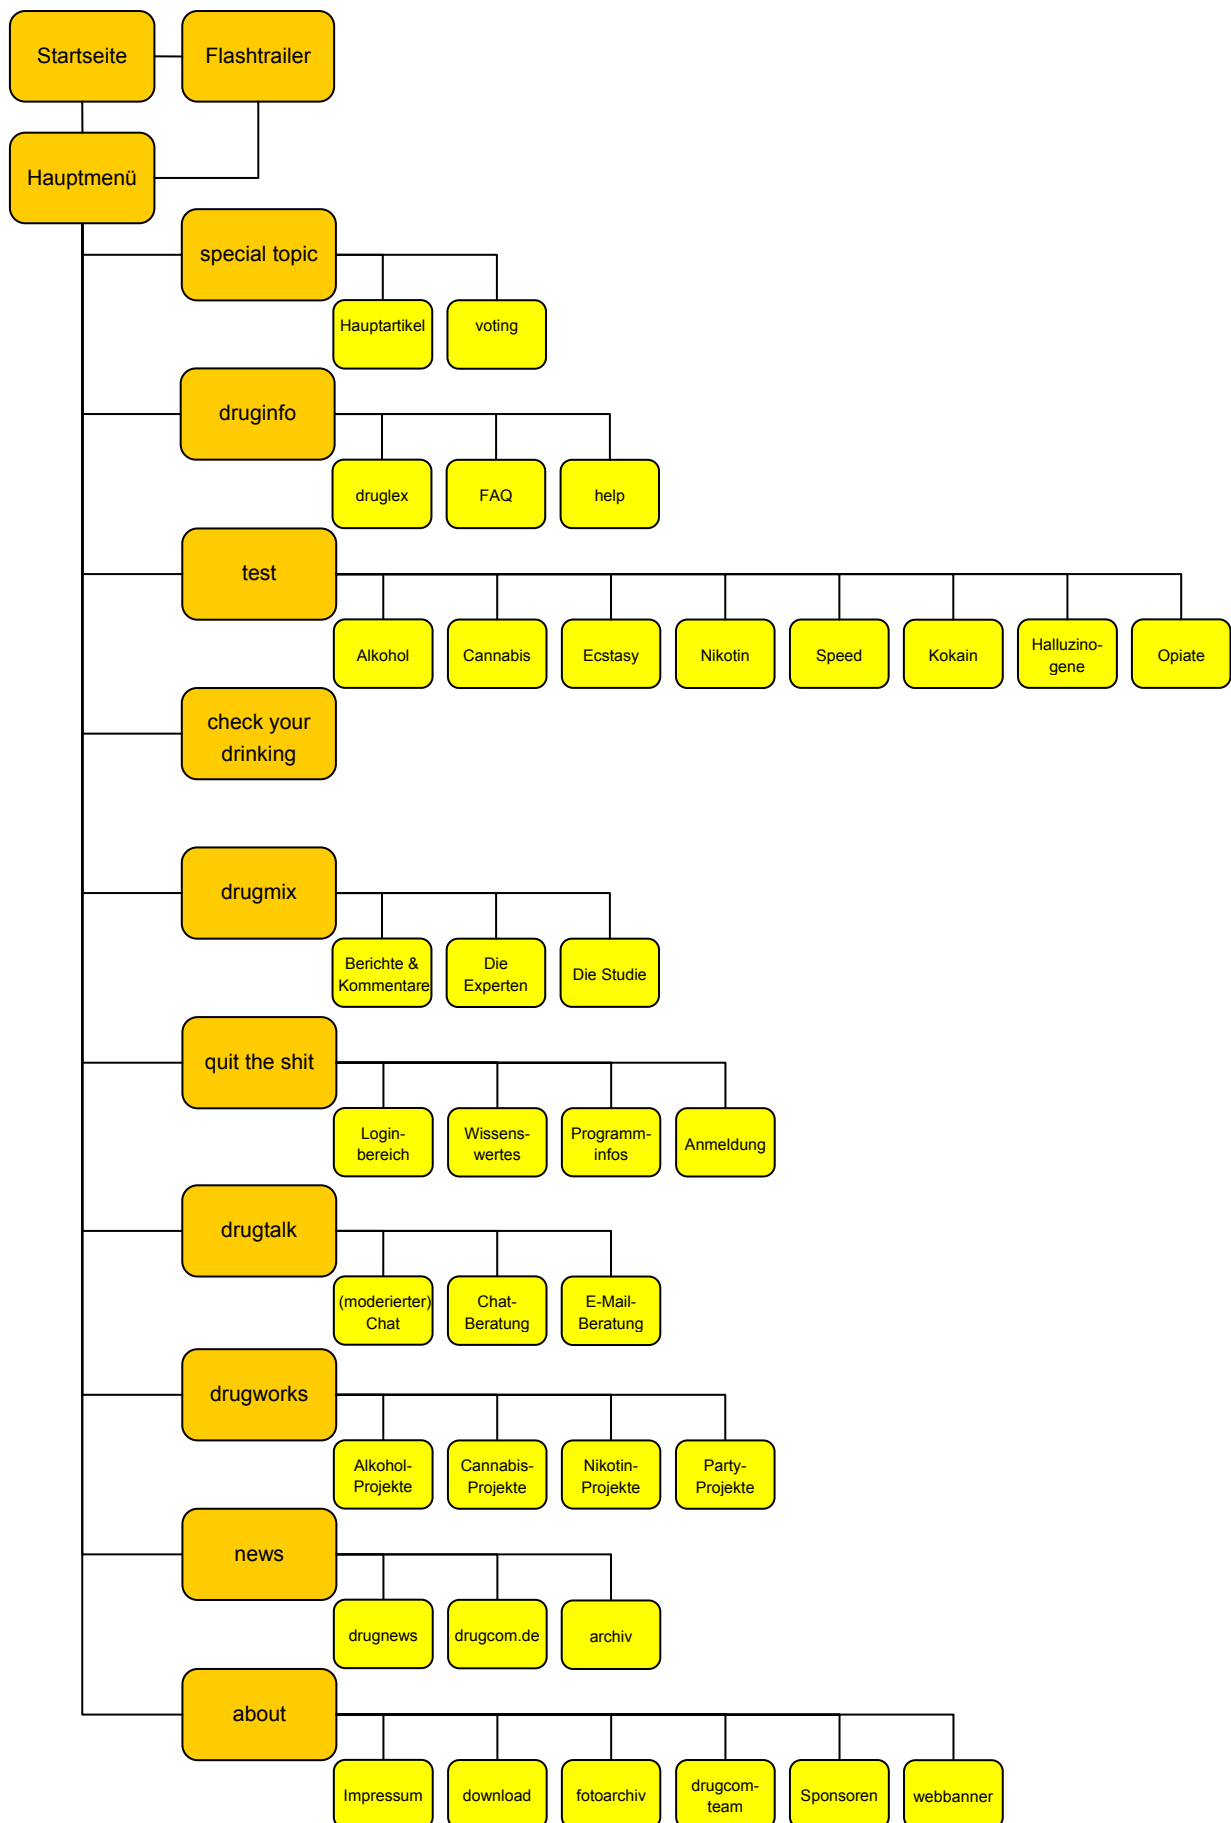 Startseite
Flashtrailer
Hauptmenü
special topic
Hauptartikel
voting
druginfo
druglex
FAQ
help
test
Alkohol
Cannabis
Ecstasy
Nikotin
Speed
Kokain
Halluzino-
gene
Opiate
check your
drinking
drugmix
Berichte &
Kommentare
Die
Experten
Die Studie
quit the shit
Login-
bereich
Wissens-
wertes
Programm-
infos
Anmeldung
drugtalk
(moderierter)
Chat
Chat-
Beratung
E-Mail-
Beratung
drugworks
Alkohol-
Projekte
Cannabis-
Projekte
Nikotin-
Projekte
Party-
Projekte
news
drugnews
drugcom.de
archiv
about
Impressum
download
fotoarchiv
drugcom-
team
Sponsoren
webbanner